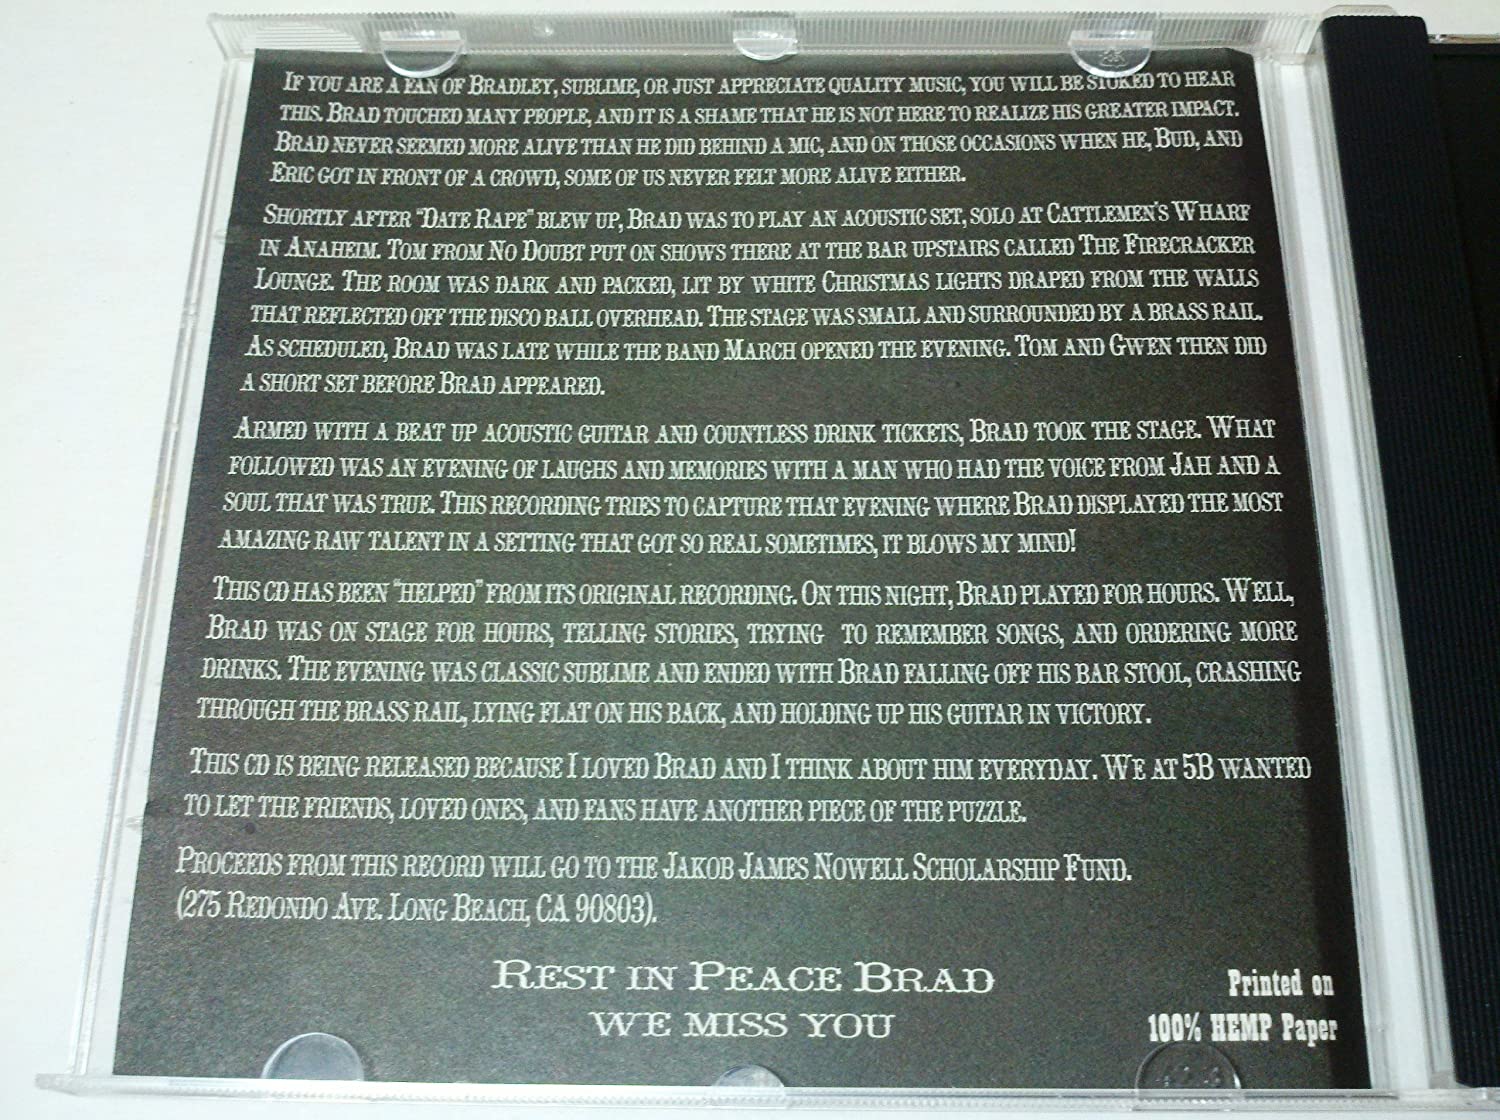 If you are a fan of Bradley, Sublime, or just appreciate quality music, you will be stoked to hear
this. Brad touched many people, and it is a shame that he is not here to realize his greater impact.
Brad never seemed more alive than he did behind a mic, and on those occasions when he, Bud, and
Eric got in front of a crowd, some of us never felt more alive either.
Shortly after "Date Rape" blew up, Brad was to play an acoustic set, solo at Cattlemen's Wharf
in Anaheim. Tom from No Doubt put on shows there at the bar upstairs called The Firecracker
Lounge. The room was dark and packed, lit by white Christmas lights draped from the walls
that reflected off the disco ball overhead. The stage was small and surrounded by a brass rail.
As scheduled, Brad was late while the band March opened the evening. Tom and Gwen then did
a short set before Brad appeared.
Armed with a beat up acoustic guitar and countless drink tickets, Brad took the stage. What
followed was an evening of laughs and memories with a man who had the voice from Jah and a
soul that was true. This recording tries to capture that evening where Brad displayed the most
amazing raw talent in a setting that got so real sometimes, it blows my mind!
This CD has been "helped" from its original recording. On this night, Brad played for hours. Well,
Brad was on stage for hours, telling stories, trying to remember songs, and ordering more
drinks. The evening was classic sublime and ended with Brad falling off his bar stool, crashing
through the brass rail, lying flat on his back, and holding up his guitar in victory.
This CD is being released because I loved Brad and I think about him everyday. We at 5B wanted
to let the friends, loved ones, and fans have another piece of the puzzle.
Proceeds from this record will go to the Jakob James Nowell Scholarship Fund.
(275 Redondo Ave. Long Beach, CA 90803).
Rest in Peace Brad
we miss you
Printed on
100% HEMP Paper